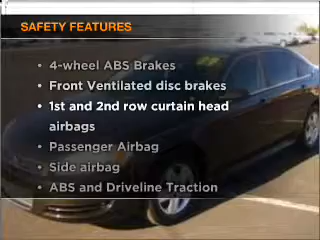 SAFETY FEATURES
• 4-wheel ABS Brakes
• Front Ventilated disc brakes
• 1st and 2nd row curtain head
airbags
• Passenger Airbag
• Side airbag
• ABS and Driveline Traction